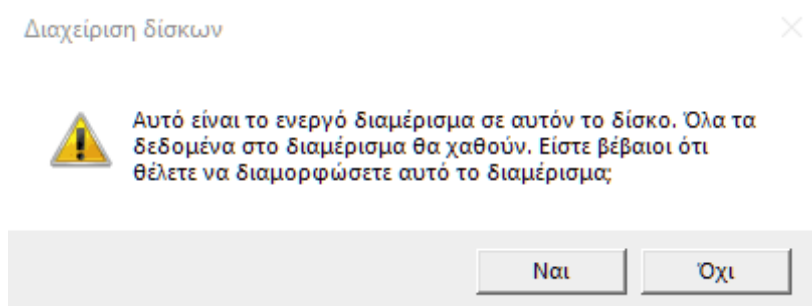 Διαχείριση δίσκων
Αυτό είναι το ενεργό διαμέρισμα σε αυτόν το δίσκο. Όλα τα
δεδομένα στο διαμέρισμα θα χαθούν. Είστε βέβαιοι ότι
θέλετε να διαμορφώσετε αυτό το διαμέρισμα;
Ναι
Όχι